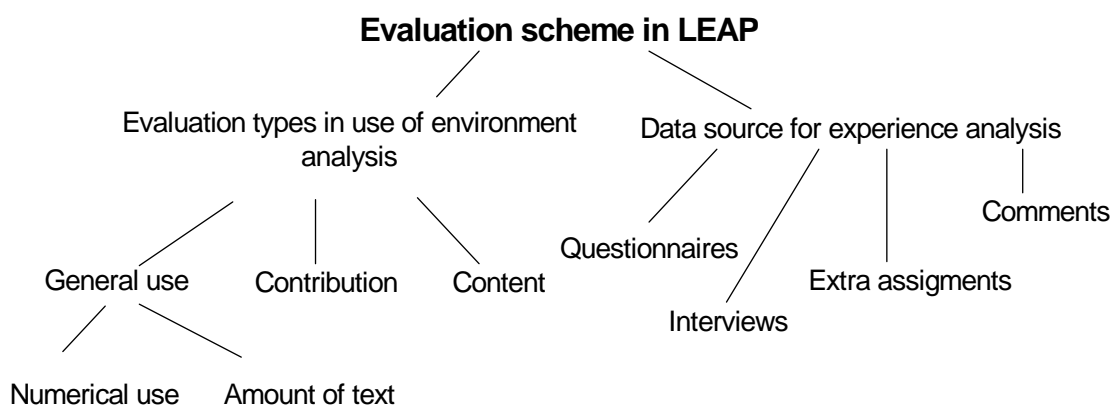 Evaluation scheme in LEAP
Evaluation types in use of environment
analysis
Data source for experience analysis
General use
Contribution
Content
Questionnaires
Interviews
Extra assigments
Comments
Numerical use
Amount of text